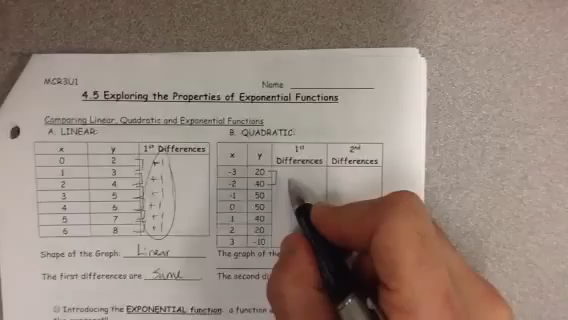 MCR3U1
Name
4.5 Exploring the Properties of Exponential Functions
Comparing Linear, Quadratic and Exponential Functions
A. LINEAR:
x y 1st Differences
0 2
1 3
2 4
3 5
4 6
5 7
6 8
+1
+1
+1
+1
+1
Shape of the Graph: Linear
The first differences are same
B. QUADRATIC:
x y 1st Differences 2nd Differences
-3 20
-2 40
-1 50
0 50
1 40
2 20
3 -10
The graph of the
The second
Introducing the EXPONENTIAL function: a function